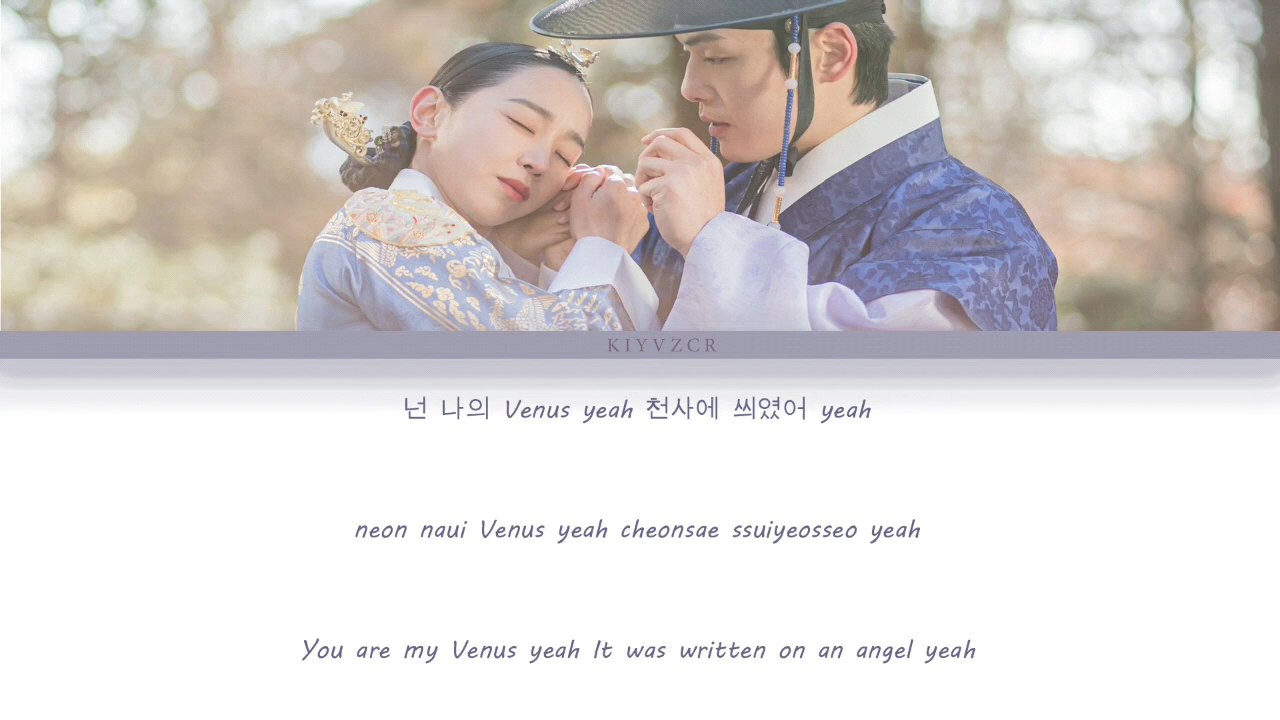 KIYVZCR
넌 나의 Venus yeah 천사에 씌였어 yeah
neon naui Venus yeah cheonsae ssuiyeosseo yeah
You are my Venus yeah It was written on an angel yeah